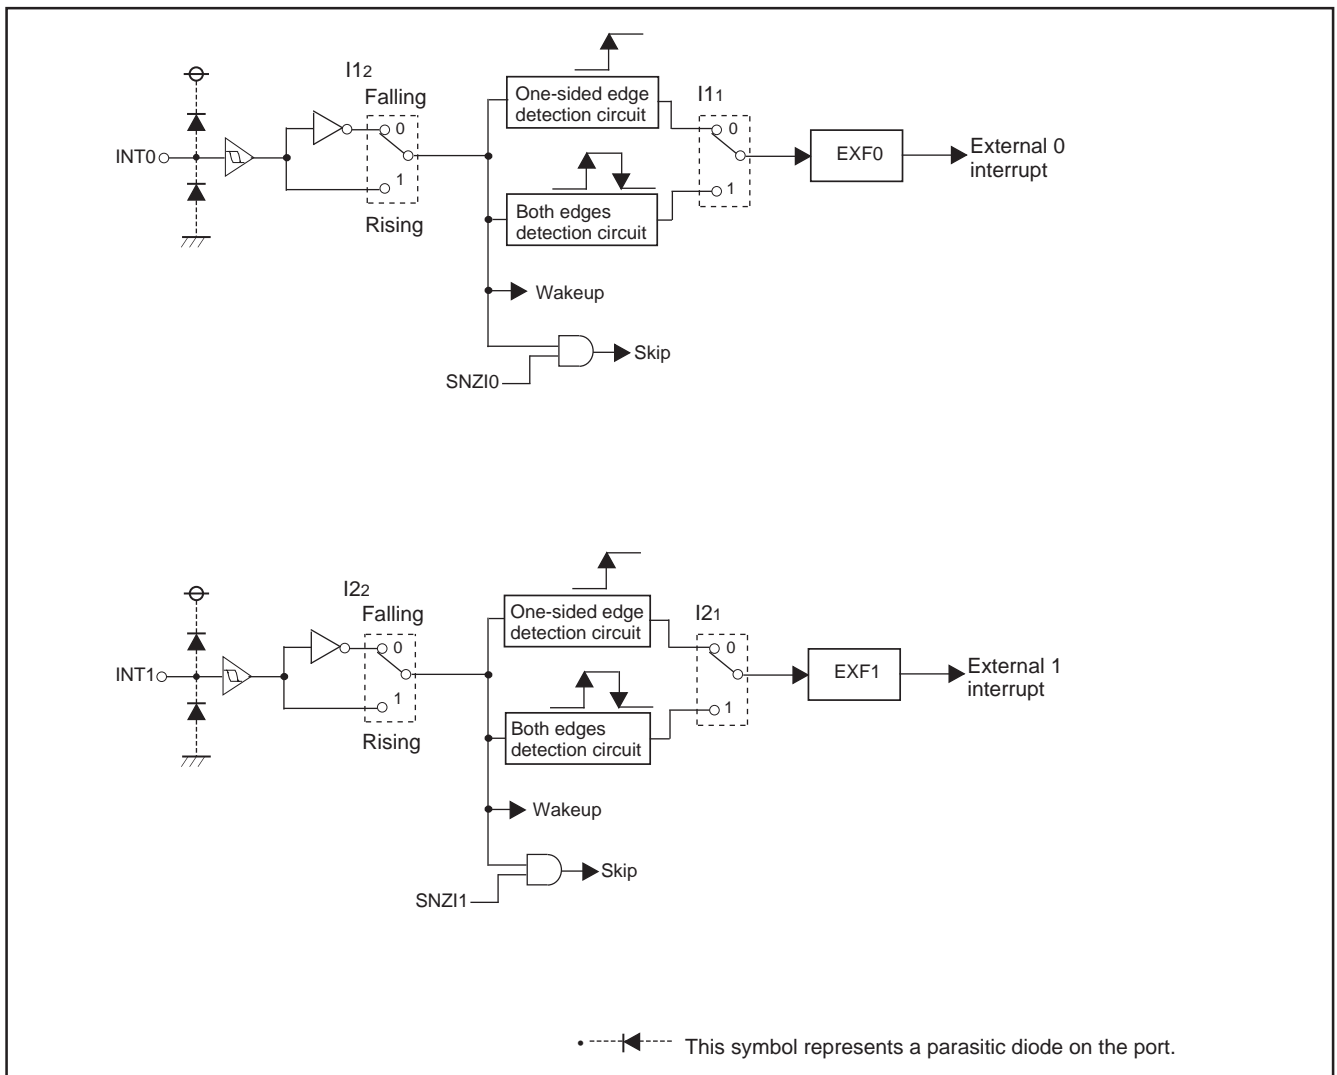 I12
Falling
0
1
Rising
INT0
One-sided edge
detection circuit
Both edges
detection circuit
I11
0
1
EXF0
External 0
interrupt
Wakeup
Skip
SNZI0
I22
Falling
0
1
Rising
INT1
One-sided edge
detection circuit
Both edges
detection circuit
I21
0
1
EXF1
External 1
interrupt
Wakeup
Skip
SNZI1
This symbol represents a parasitic diode on the port.